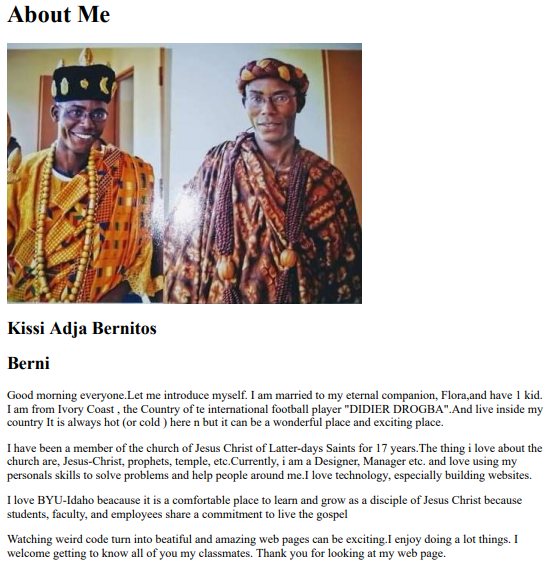 About Me
Kissi Adja Bernitos
Berni
Good morning everyone.Let me introduce myself. I am married to my eternal companion, Flora,and have 1 kid.
I am from Ivory Coast , the Country of te international football player "DIDIER DROGBA".And live inside my
country It is always hot (or cold ) here n but it can be a wonderful place and exciting place.
I have been a member of the church of Jesus Christ of Latter-days Saints for 17 years.The thing i love about the
church are, Jesus-Christ, prophets, temple, etc.Currently, i am a Designer, Manager etc. and love using my
personals skills to solve problems and help people around me.I love technology, especially building websites.
I love BYU-Idaho beacause it is a comfortable place to learn and grow as a disciple of Jesus Christ because
students, faculty, and employees share a commitment to live the gospel
Watching weird code turn into beatiful and amazing web pages can be exciting.I enjoy doing a lot things. I
welcome getting to know all of you my classmates. Thank you for looking at my web page.